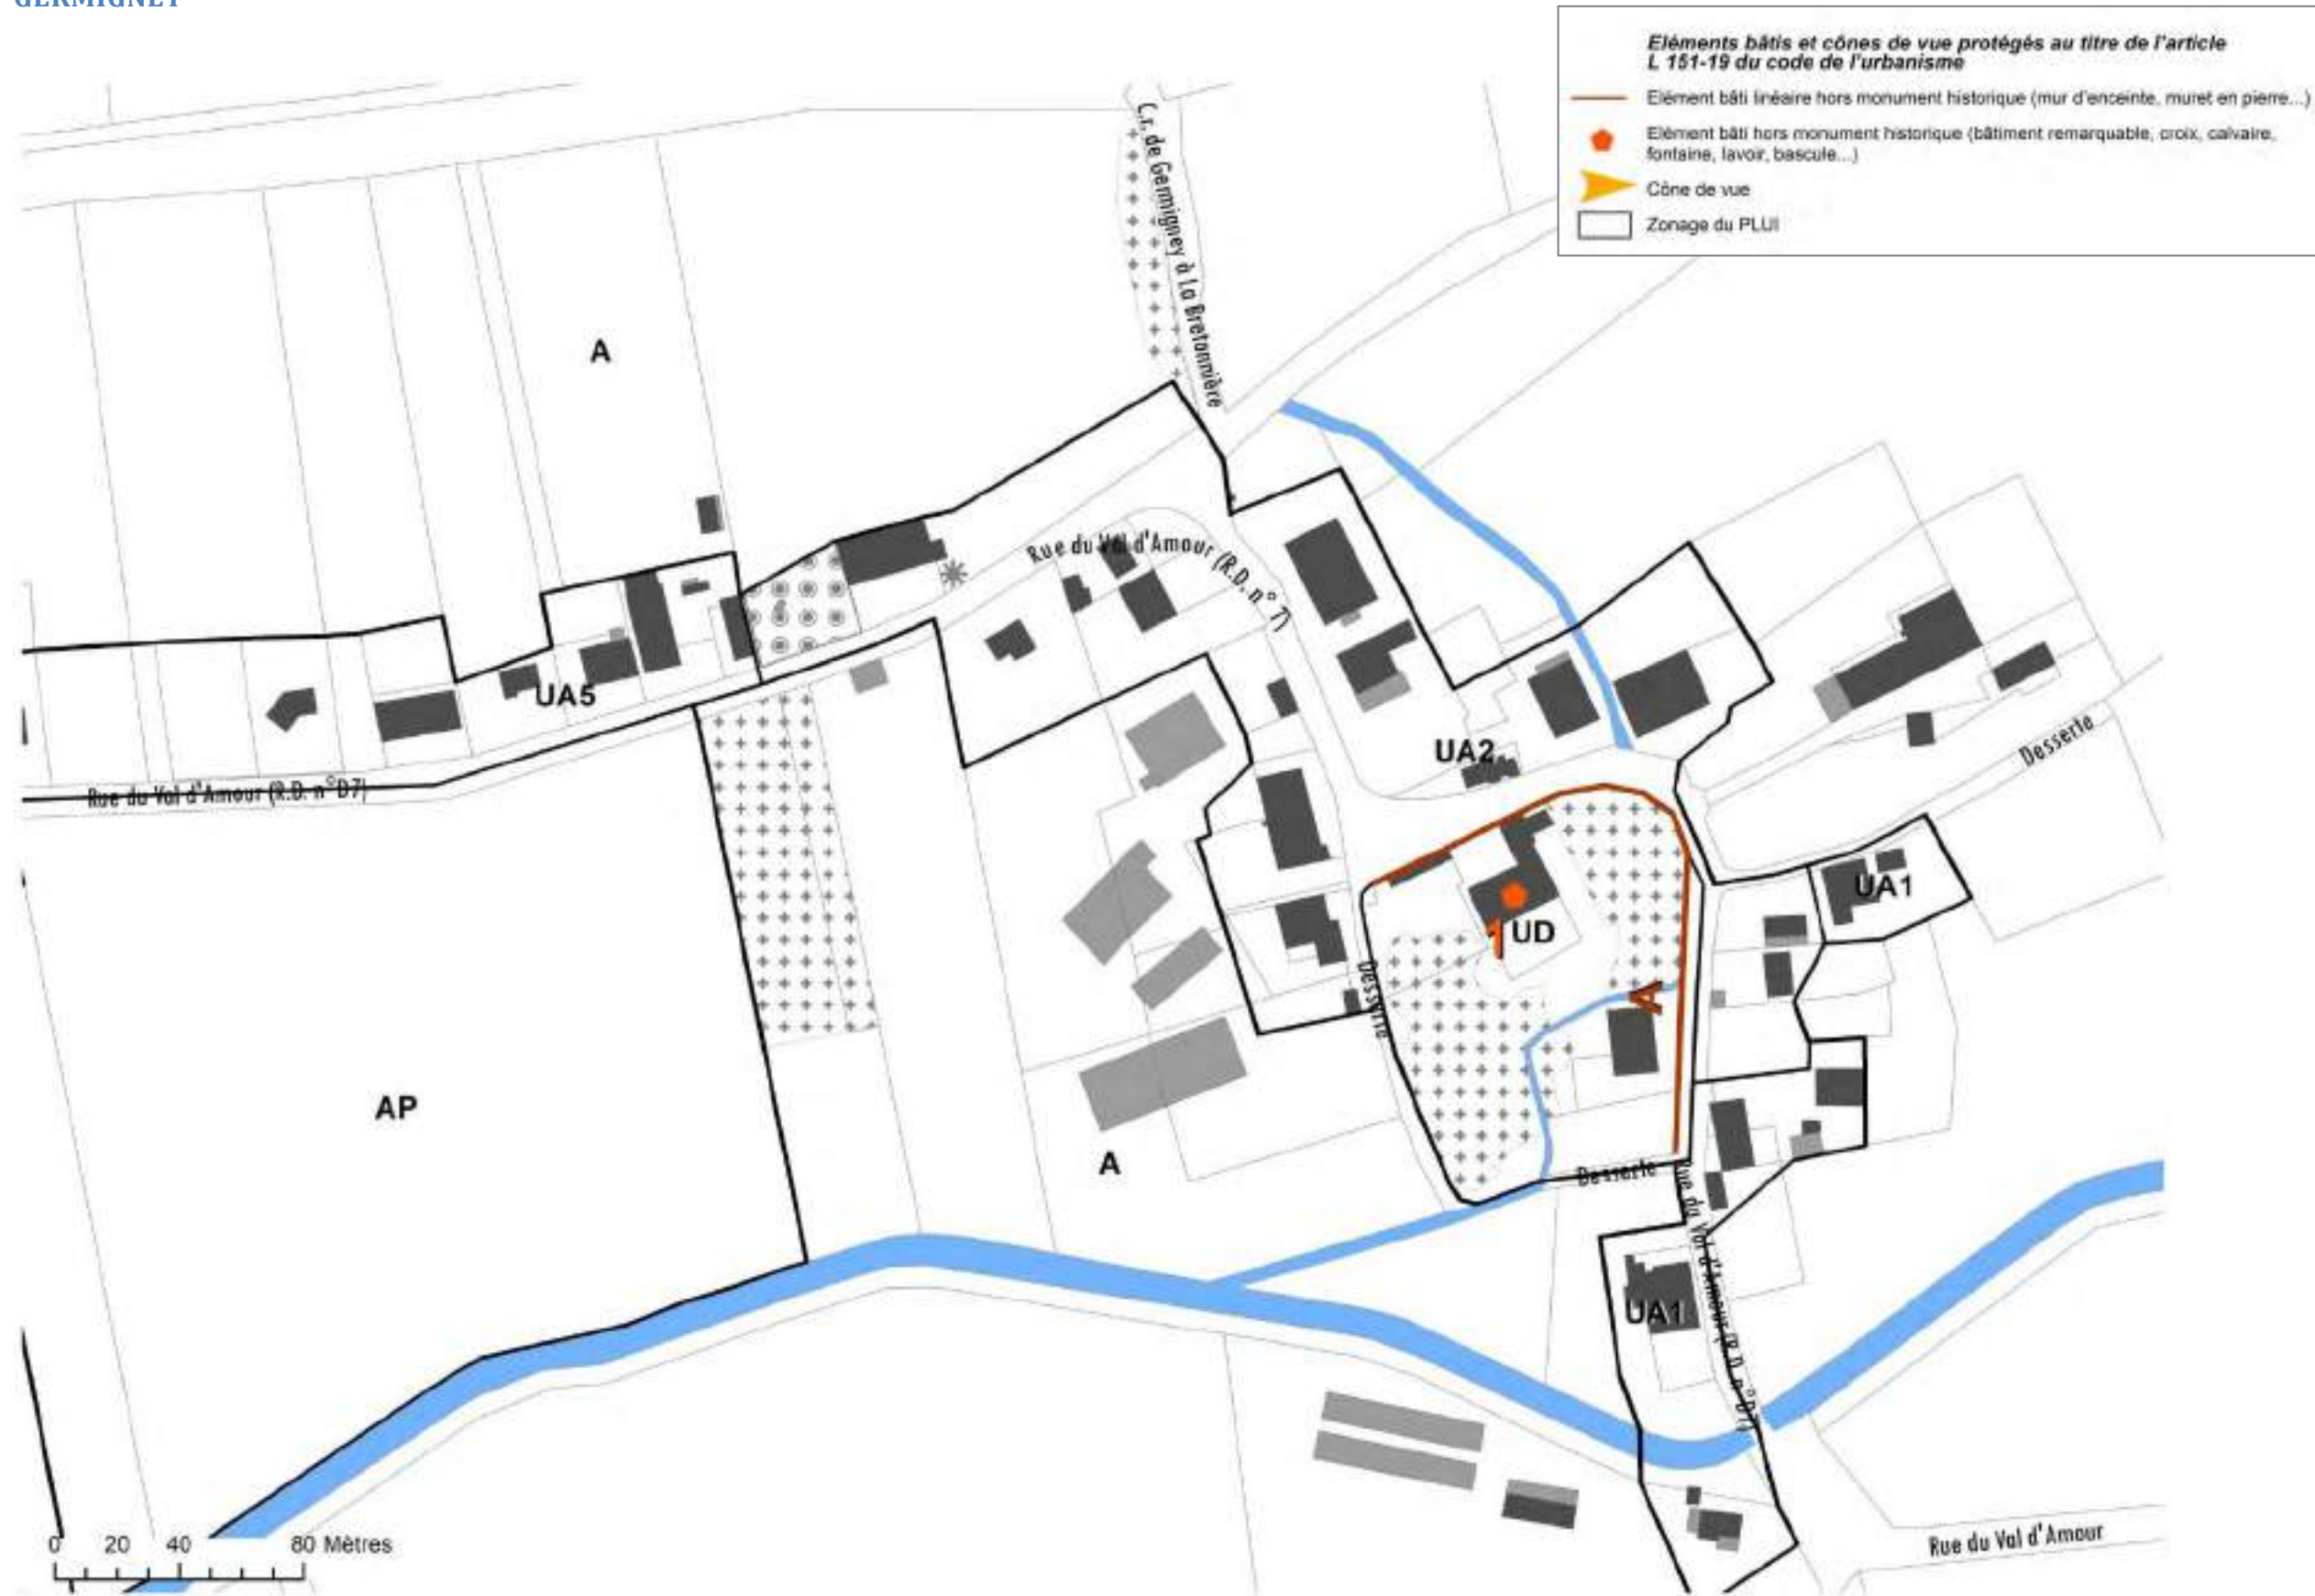 GERMIGNEY
Eléments bâtis et cônes de vue protégés au titre de l'article
L 151-19 du code de l'urbanisme
Elément bâti linéaire hors monument historique (mur d'enceinte, muret en pierre...)
Elément bâti hors monument historique (bâtiment remarquable, croix, calvaire,
fontaine, lavoir, bascule...)
Cône de vue
Zonage du PLUI
C.r. de Germigney à La Bretonnière
A
Rue du Val d'Amour (R.D. n° 7)
UA5
UA2
Rue du Val d'Amour (R.D. n°D7)
Desserte
UA1
1
UD
Desserte
A
AP
A
Desserte
Rue du Val d'Amour (R.D. n°D7)
UA1
0 20 40 80 Mètres
Rue du Val d'Amour